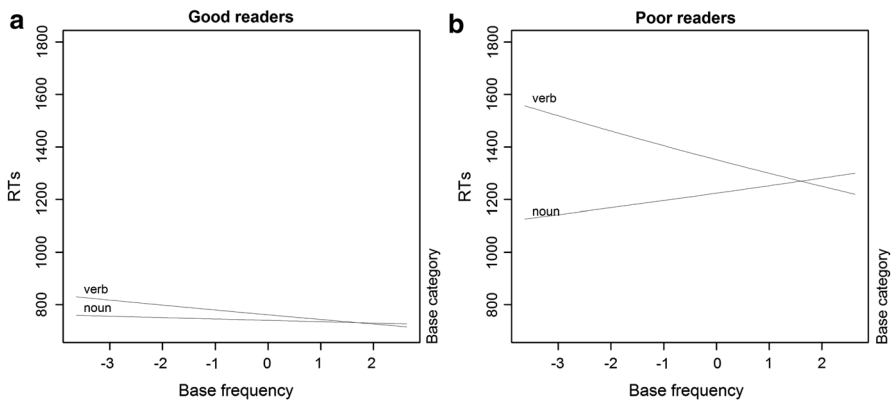 a
Good readers
RTs
1800
1600
1400
1200
1000
800
verb
noun
-3 -2 -1 0 1 2
Base frequency
Base category
b
Poor readers
RTs
1800
1600
1400
1200
1000
800
verb
noun
-3 -2 -1 0 1 2
Base frequency
Base category